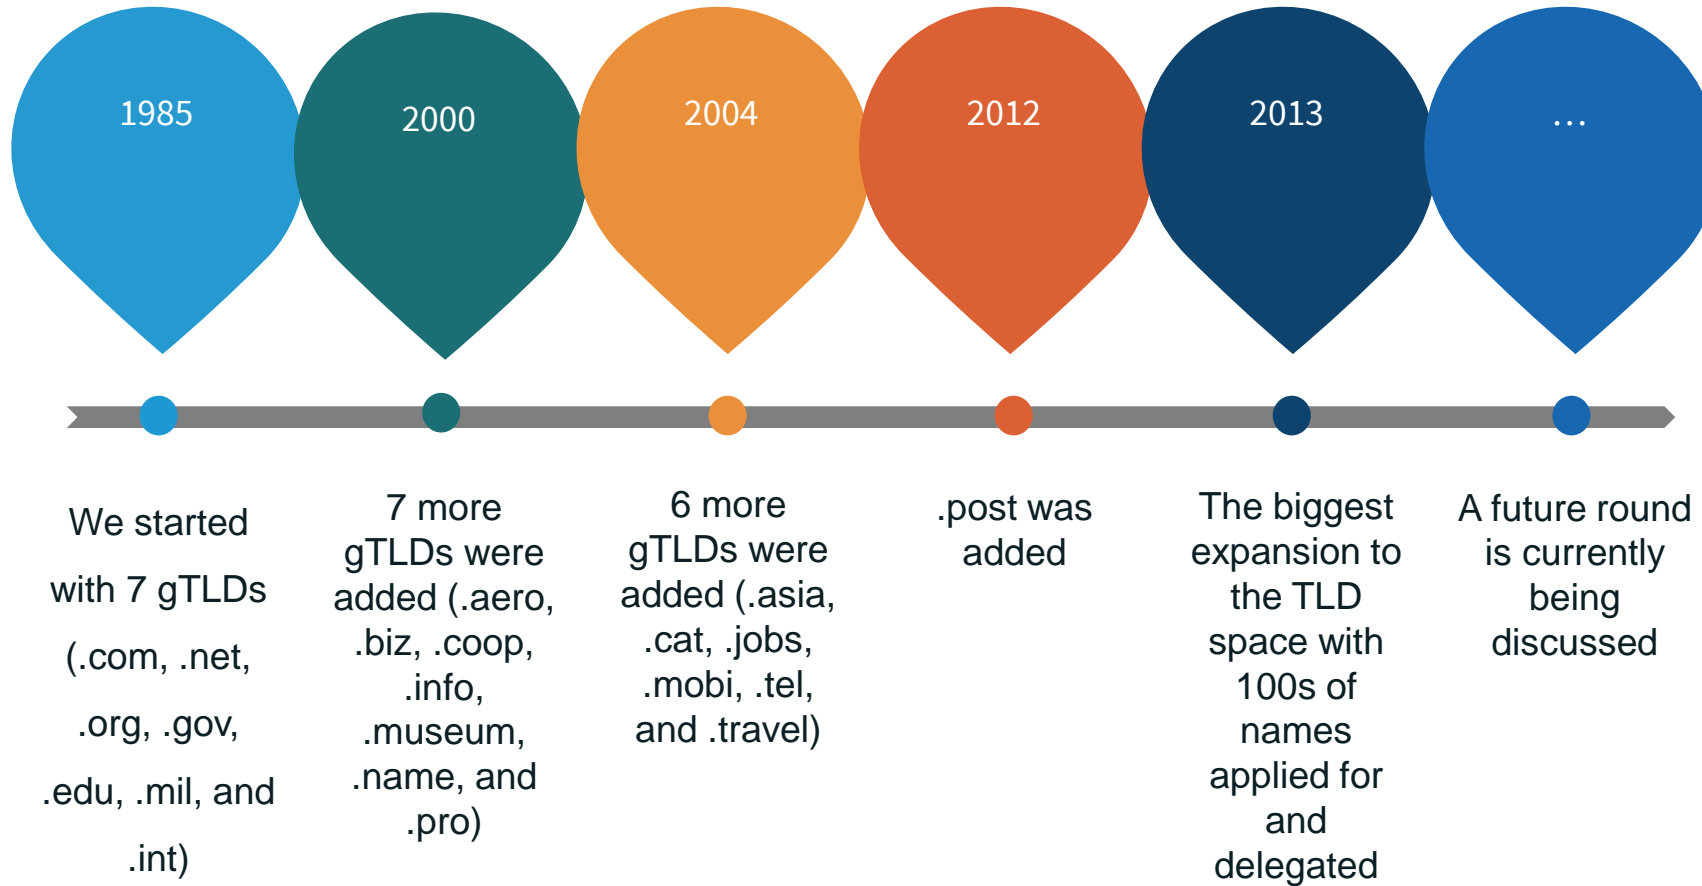 1985
2000
2004
2012
2013
...
We started
with 7 gTLDs
(.com, .net,
.org, .gov,
.edu, .mil, and
.int)
7 more
gTLDs were
added (.aero,
.biz, .coop,
.info,
.museum,
.name, and
.pro)
6 more
gTLDs were
added (.asia,
.cat, .jobs,
.mobi, .tel,
and .travel)
.post was
added
The biggest
expansion to
the TLD
space with
100s of
names
applied for
and
delegated
A future round
is currently
being
discussed